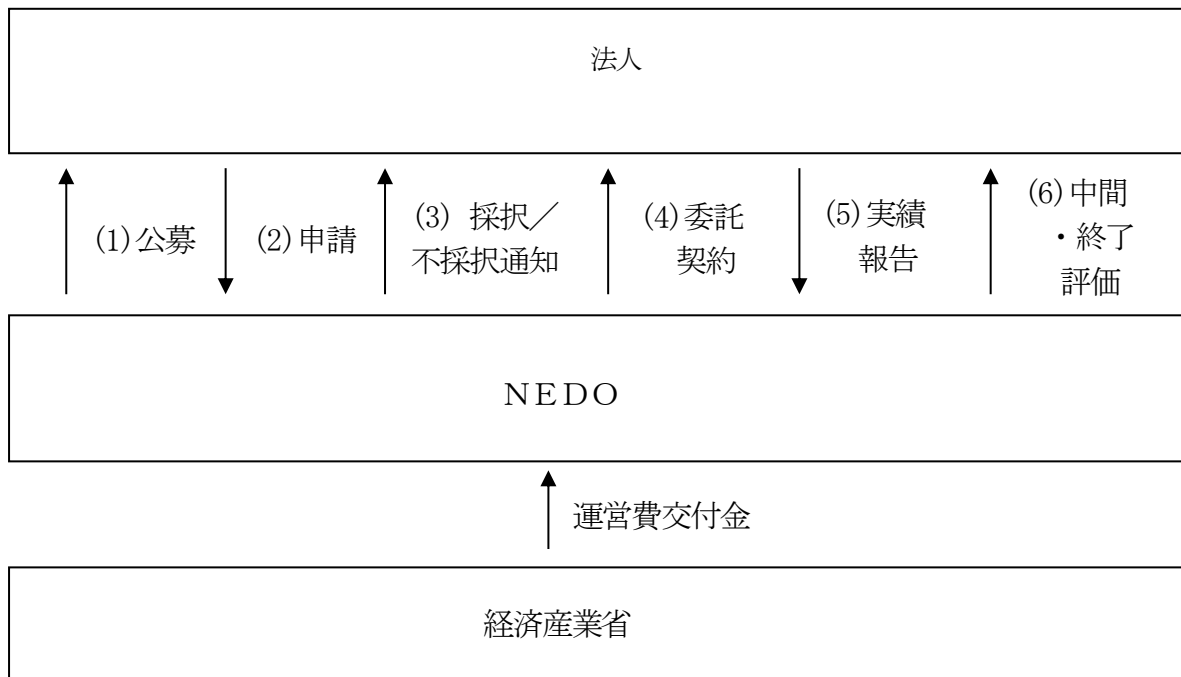 法人
(1)公募
(2)申請
(3) 採択／
不採択通知
(4)委託
契約
(5)実績
報告
(6)中間
・終了
評価
ＮＥＤＯ
運営費交付金
経済産業省